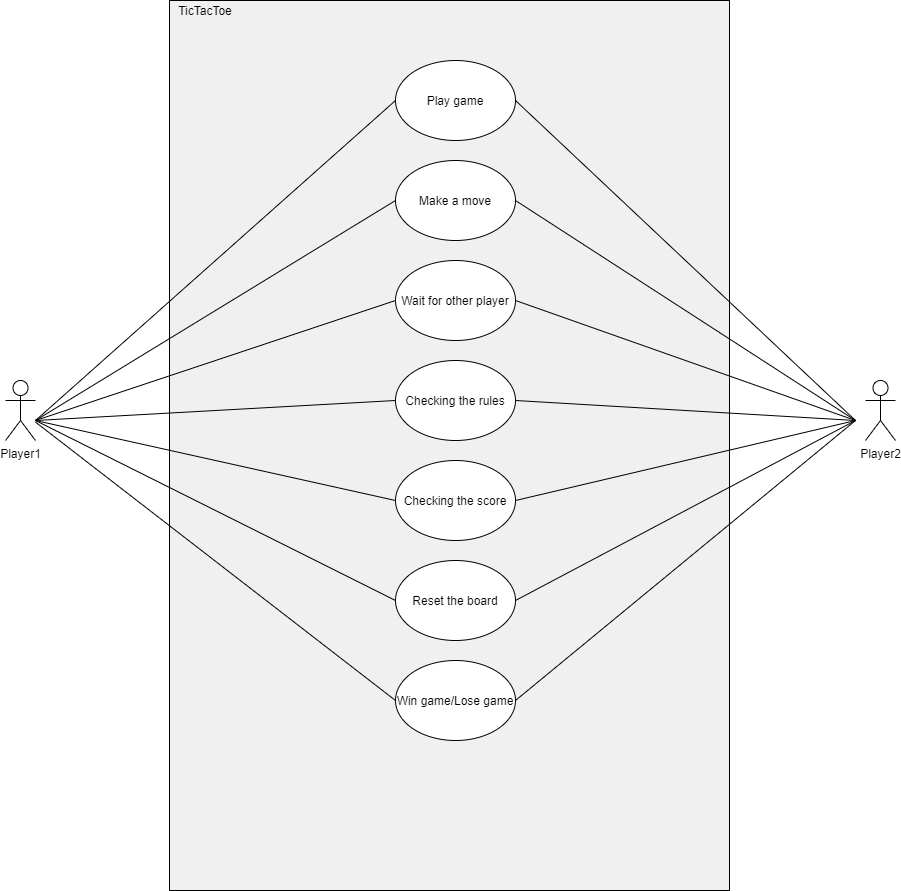 TicTacToe
Play game
Make a move
Wait for other player
Checking the rules
Player1
Player2
Checking the score
Reset the board
Win game/Lose game